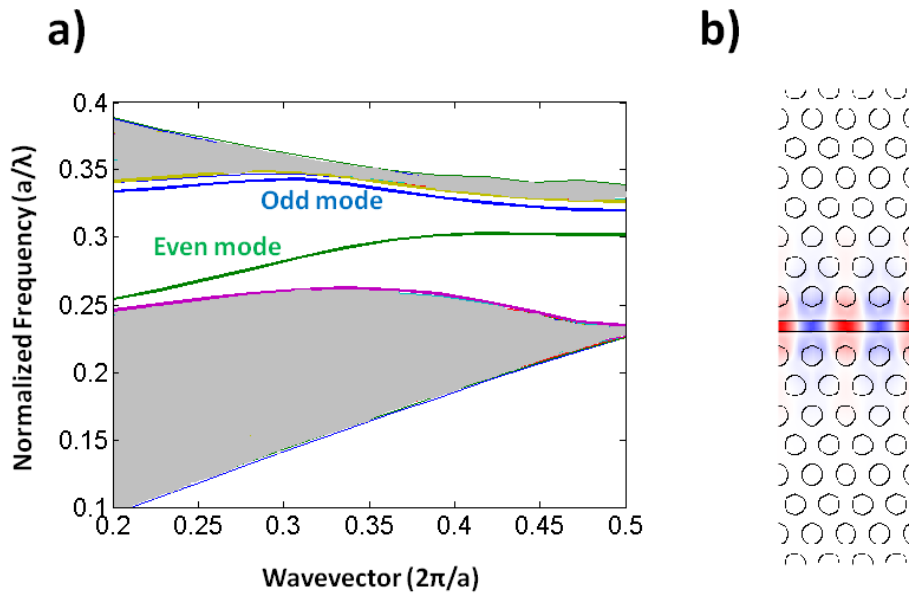 a)
b)
Normalized Frequency (a/λ)
0.4
0.35
0.3
0.25
0.2
0.15
0.1
Odd mode
Even mode
0.2 0.25 0.3 0.35 0.4 0.45 0.5
Wavevector (2π/a)